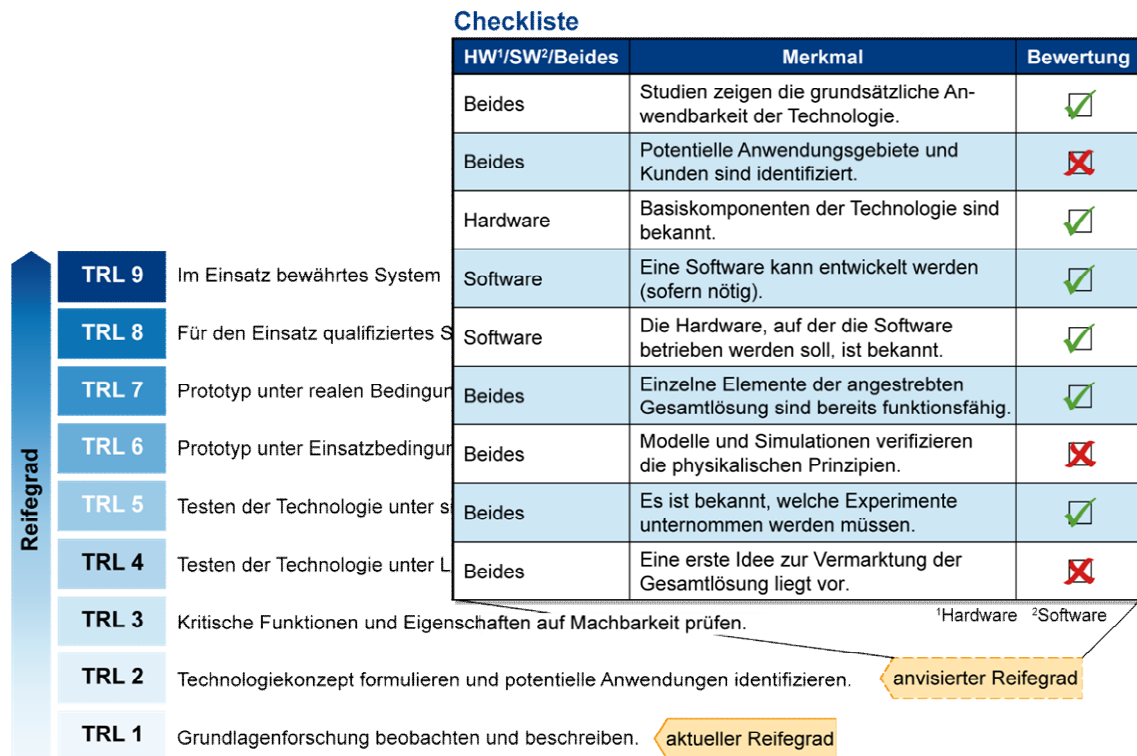 Checkliste
HW¹/SW²/Beides Merkmal Bewertung
Beides Studien zeigen die grundsätzliche An-
wendbarkeit der Technologie.
Beides Potentielle Anwendungsgebiete und
Kunden sind identifiziert.
Hardware Basiskomponenten der Technologie sind
bekannt.
Software Eine Software kann entwickelt werden
(sofern nötig).
Software Die Hardware, auf der die Software
betrieben werden soll, ist bekannt.
Beides Einzelne Elemente der angestrebten
Gesamtlösung sind bereits funktionsfähig.
Beides Modelle und Simulationen verifizieren
die physikalischen Prinzipien.
Beides Es ist bekannt, welche Experimente
unternommen werden müssen.
Beides Eine erste Idee zur Vermarktung der
Gesamtlösung liegt vor.
¹Hardware ²Software
Reifegrad
TRL 9 Im Einsatz bewährtes System
TRL 8 Für den Einsatz qualifiziertes S
TRL 7 Prototyp unter realen Bedingun
TRL 6 Prototyp unter Einsatzbedingun
TRL 5 Testen der Technologie unter si
TRL 4 Testen der Technologie unter L
TRL 3 Kritische Funktionen und Eigenschaften auf Machbarkeit prüfen.
TRL 2 Technologiekonzept formulieren und potentielle Anwendungen identifizieren. anvisierter Reifegrad
TRL 1 Grundlagenforschung beobachten und beschreiben. aktueller Reifegrad